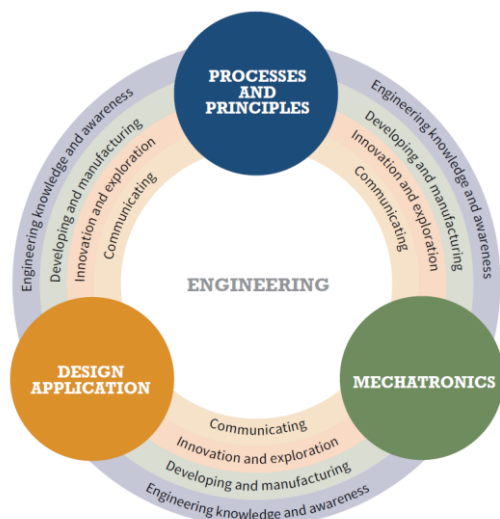 PROCESSES
AND
PRINCIPLES
Engineering knowledge and awareness
Developing and manufacturing
Innovation and exploration
Communicating
Engineering knowledge and awareness
Developing and manufacturing
Innovation and exploration
Communicating
ENGINEERING
DESIGN
APPLICATION
MECHATRONICS
Communicating
Innovation and exploration
Developing and manufacturing
Engineering knowledge and awareness